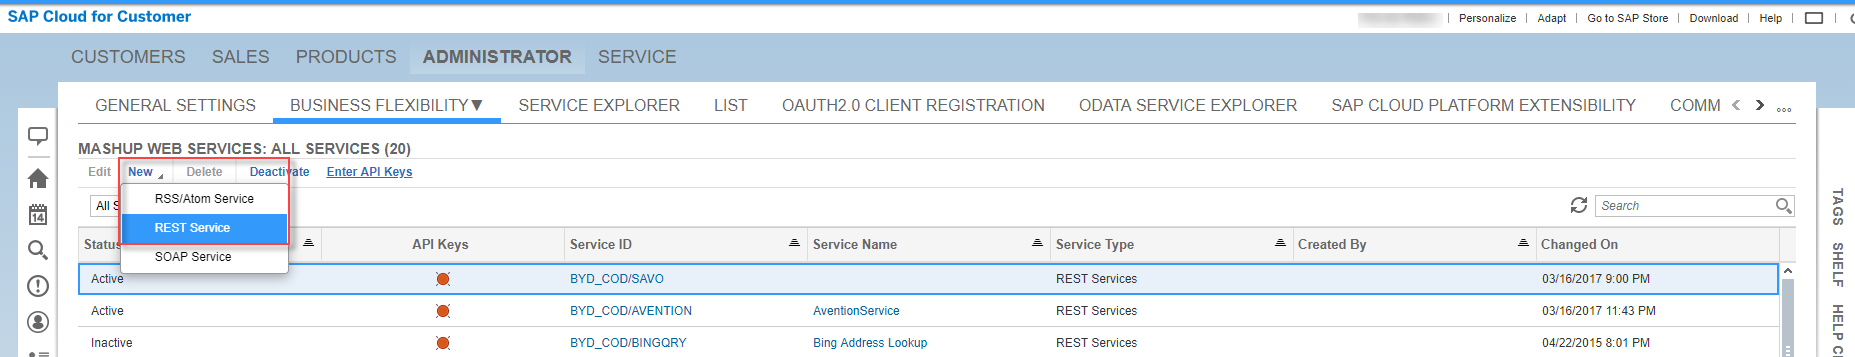 SAP Cloud for Customer
Personalize | Adapt | Go to SAP Store | Download | Help
CUSTOMERS SALES PRODUCTS ADMINISTRATOR SERVICE
GENERAL SETTINGS BUSINESS FLEXIBILITY▼ SERVICE EXPLORER LIST OAUTH2.0 CLIENT REGISTRATION ODATA SERVICE EXPLORER SAP CLOUD PLATFORM EXTENSIBILITY COMM
MASHUP WEB SERVICES: ALL SERVICES (20)
Edit New Delete Deactivate Enter API Keys
RSS/Atom Service
REST Service
SOAP Service
All S
Search
Status API Keys Service ID Service Name Service Type Created By Changed On
Active BYD_COD/SAVO REST Services 03/16/2017 9:00 PM
Active BYD_COD/AVENTION AventionService REST Services 03/16/2017 11:43 PM
Inactive BYD_COD/BINGQRY Bing Address Lookup REST Services 04/22/2015 8:01 PM
14
TAGS
SHELF
HELP C